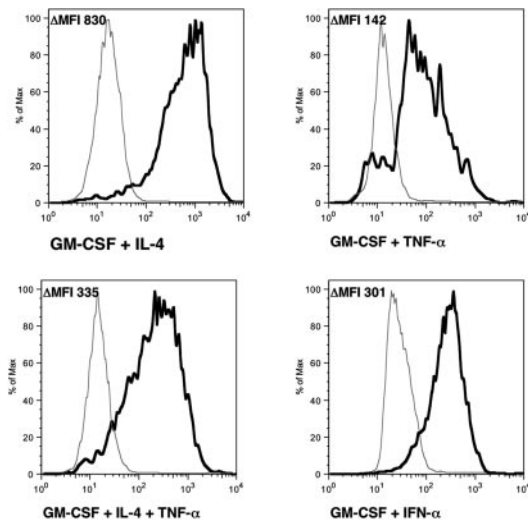 ΔMFI 830
100
80
60
40
20
0
% of Max
10⁰ 10¹ 10² 10³ 10⁴
GM-CSF + IL-4
ΔMFI 142
100
80
60
40
20
0
% of Max
10⁰ 10¹ 10² 10³ 10⁴
GM-CSF + TNF-α
ΔMFI 335
100
80
60
40
20
0
% of Max
10⁰ 10¹ 10² 10³ 10⁴
GM-CSF + IL-4 + TNF-α
ΔMFI 301
100
80
60
40
20
0
% of Max
10⁰ 10¹ 10² 10³ 10⁴
GM-CSF + IFN-α